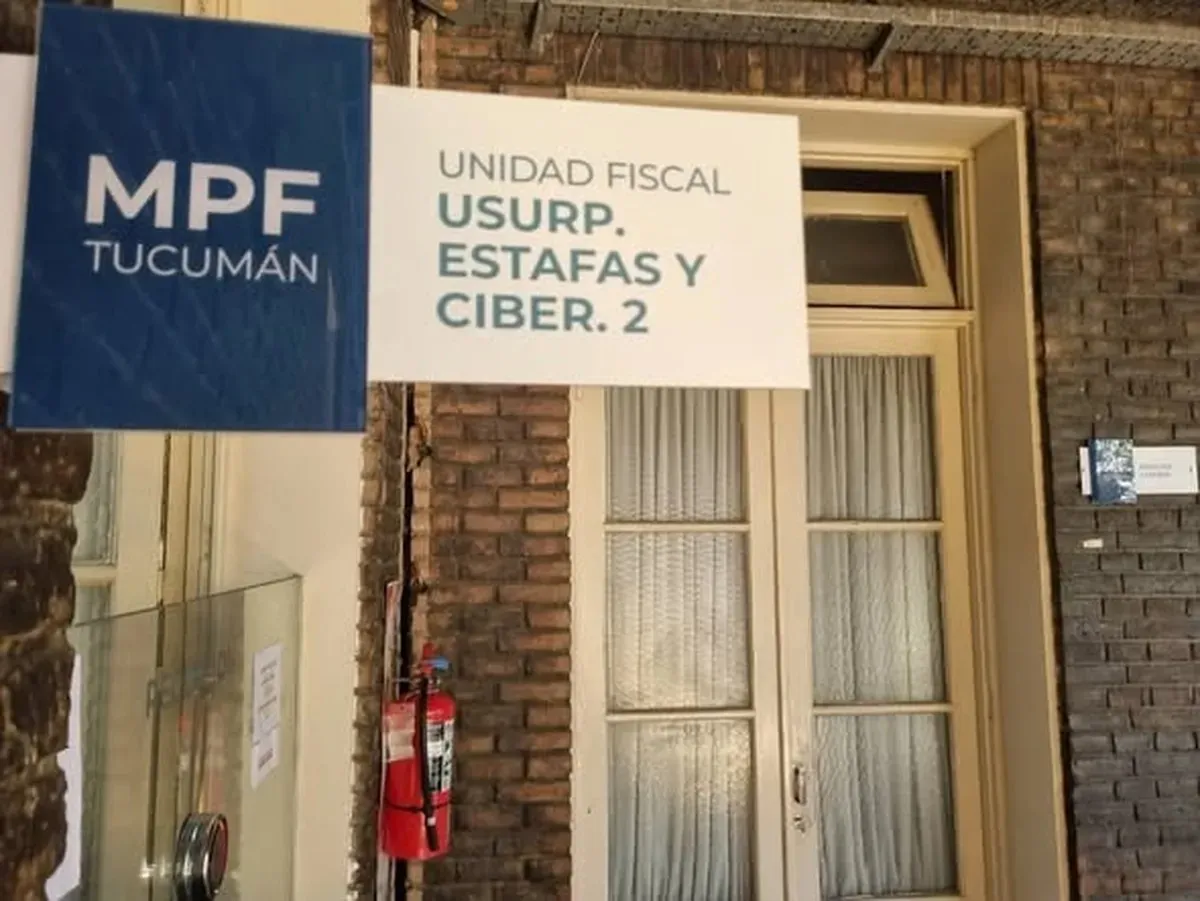 MPF
TUCUMÁN
UNIDAD FISCAL
USURP.
ESTAFAS Y
CIBER. 2